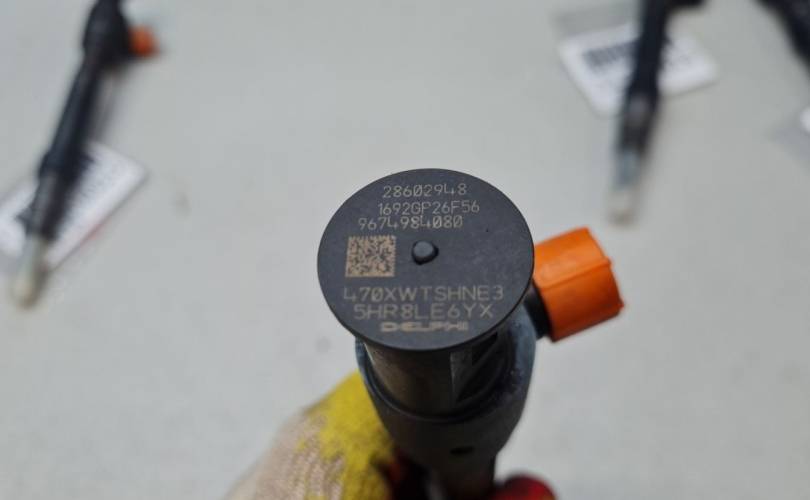 28602948
1692GP26F56
9674984080
470XWTSHNE3
5HR8LE6YX
DELPHI